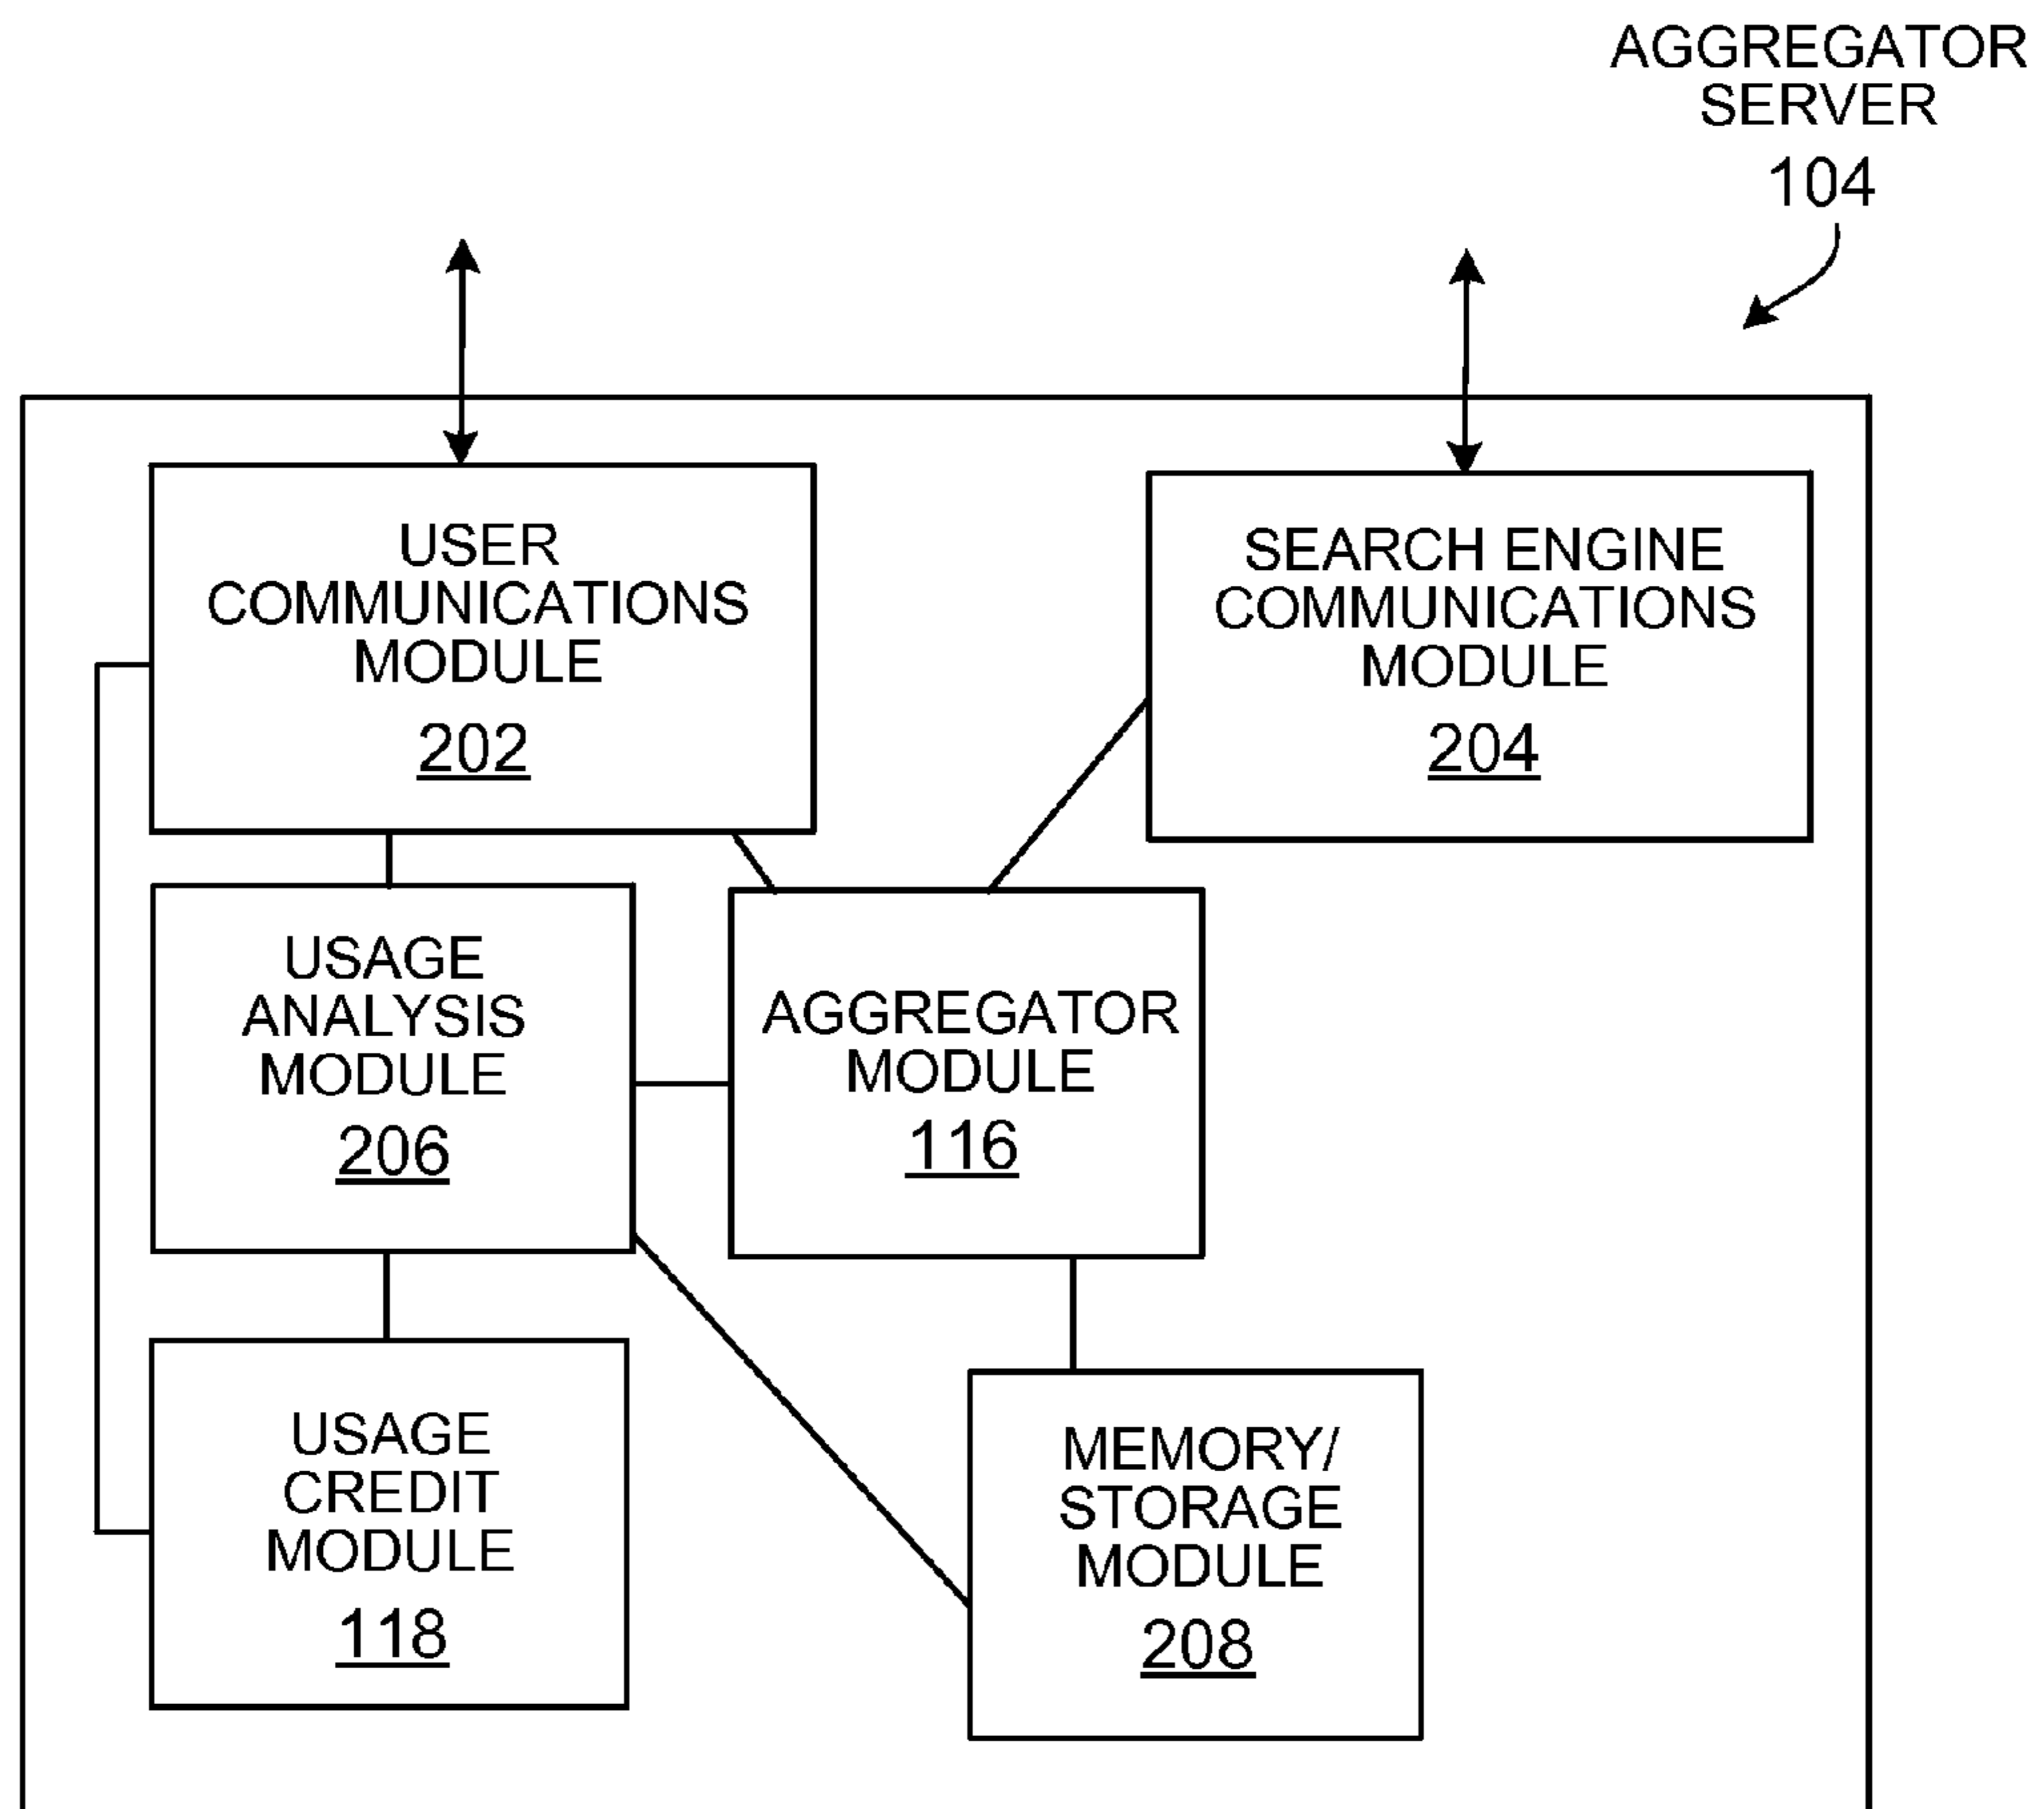 AGGREGATOR
SERVER
104
USER
COMMUNICATIONS
MODULE
202
SEARCH ENGINE
COMMUNICATIONS
MODULE
204
USAGE
ANALYSIS
MODULE
206
AGGREGATOR
MODULE
116
USAGE
CREDIT
MODULE
118
MEMORY/
STORAGE
MODULE
208